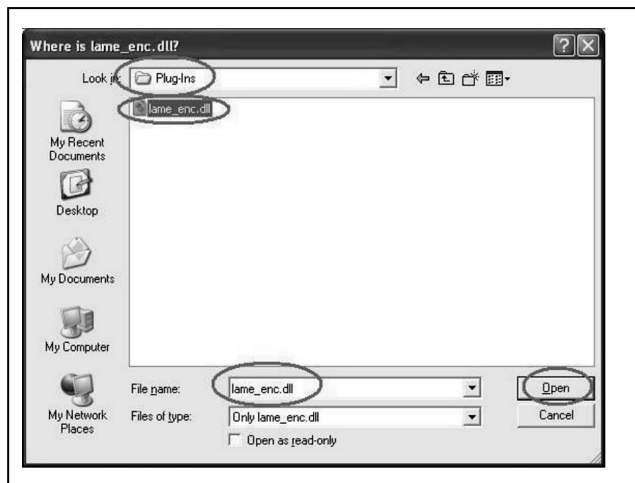 Where is lame_enc.dll?
Look in:
Plug-Ins
lame_enc.dll
My Recent
Documents
Desktop
My Documents
My Computer
My Network
Places
File name:
lame_enc.dll
Open
Files of type:
Only lame_enc.dll
Cancel
Open as read-only